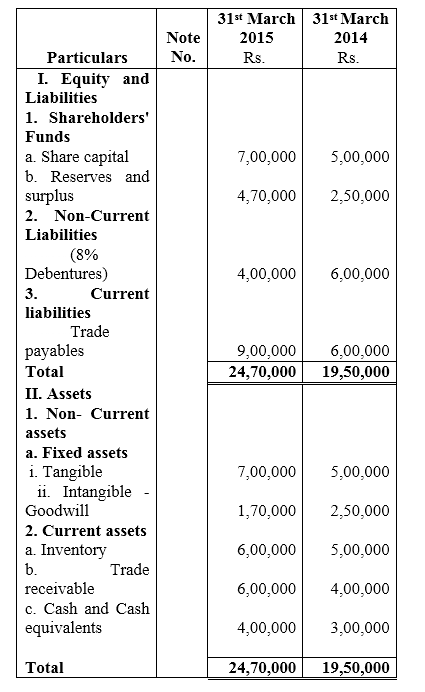 Particulars Note No. 31st March 2015 Rs. 31st March 2014 Rs.
I. Equity and
Liabilities
1. Shareholders'
Funds
a. Share capital 7,00,000 5,00,000
b. Reserves and
surplus 4,70,000 2,50,000
2. Non-Current
Liabilities
(8%
Debentures) 4,00,000 6,00,000
3. Current
liabilities
Trade
payables 9,00,000 6,00,000
Total 24,70,000 19,50,000
II. Assets
1. Non- Current
assets
a. Fixed assets
i. Tangible 7,00,000 5,00,000
ii. Intangible -
Goodwill 1,70,000 2,50,000
2. Current assets
a. Inventory 6,00,000 5,00,000
b. Trade
receivable 6,00,000 4,00,000
c. Cash and Cash
equivalents 4,00,000 3,00,000
Total 24,70,000 19,50,000